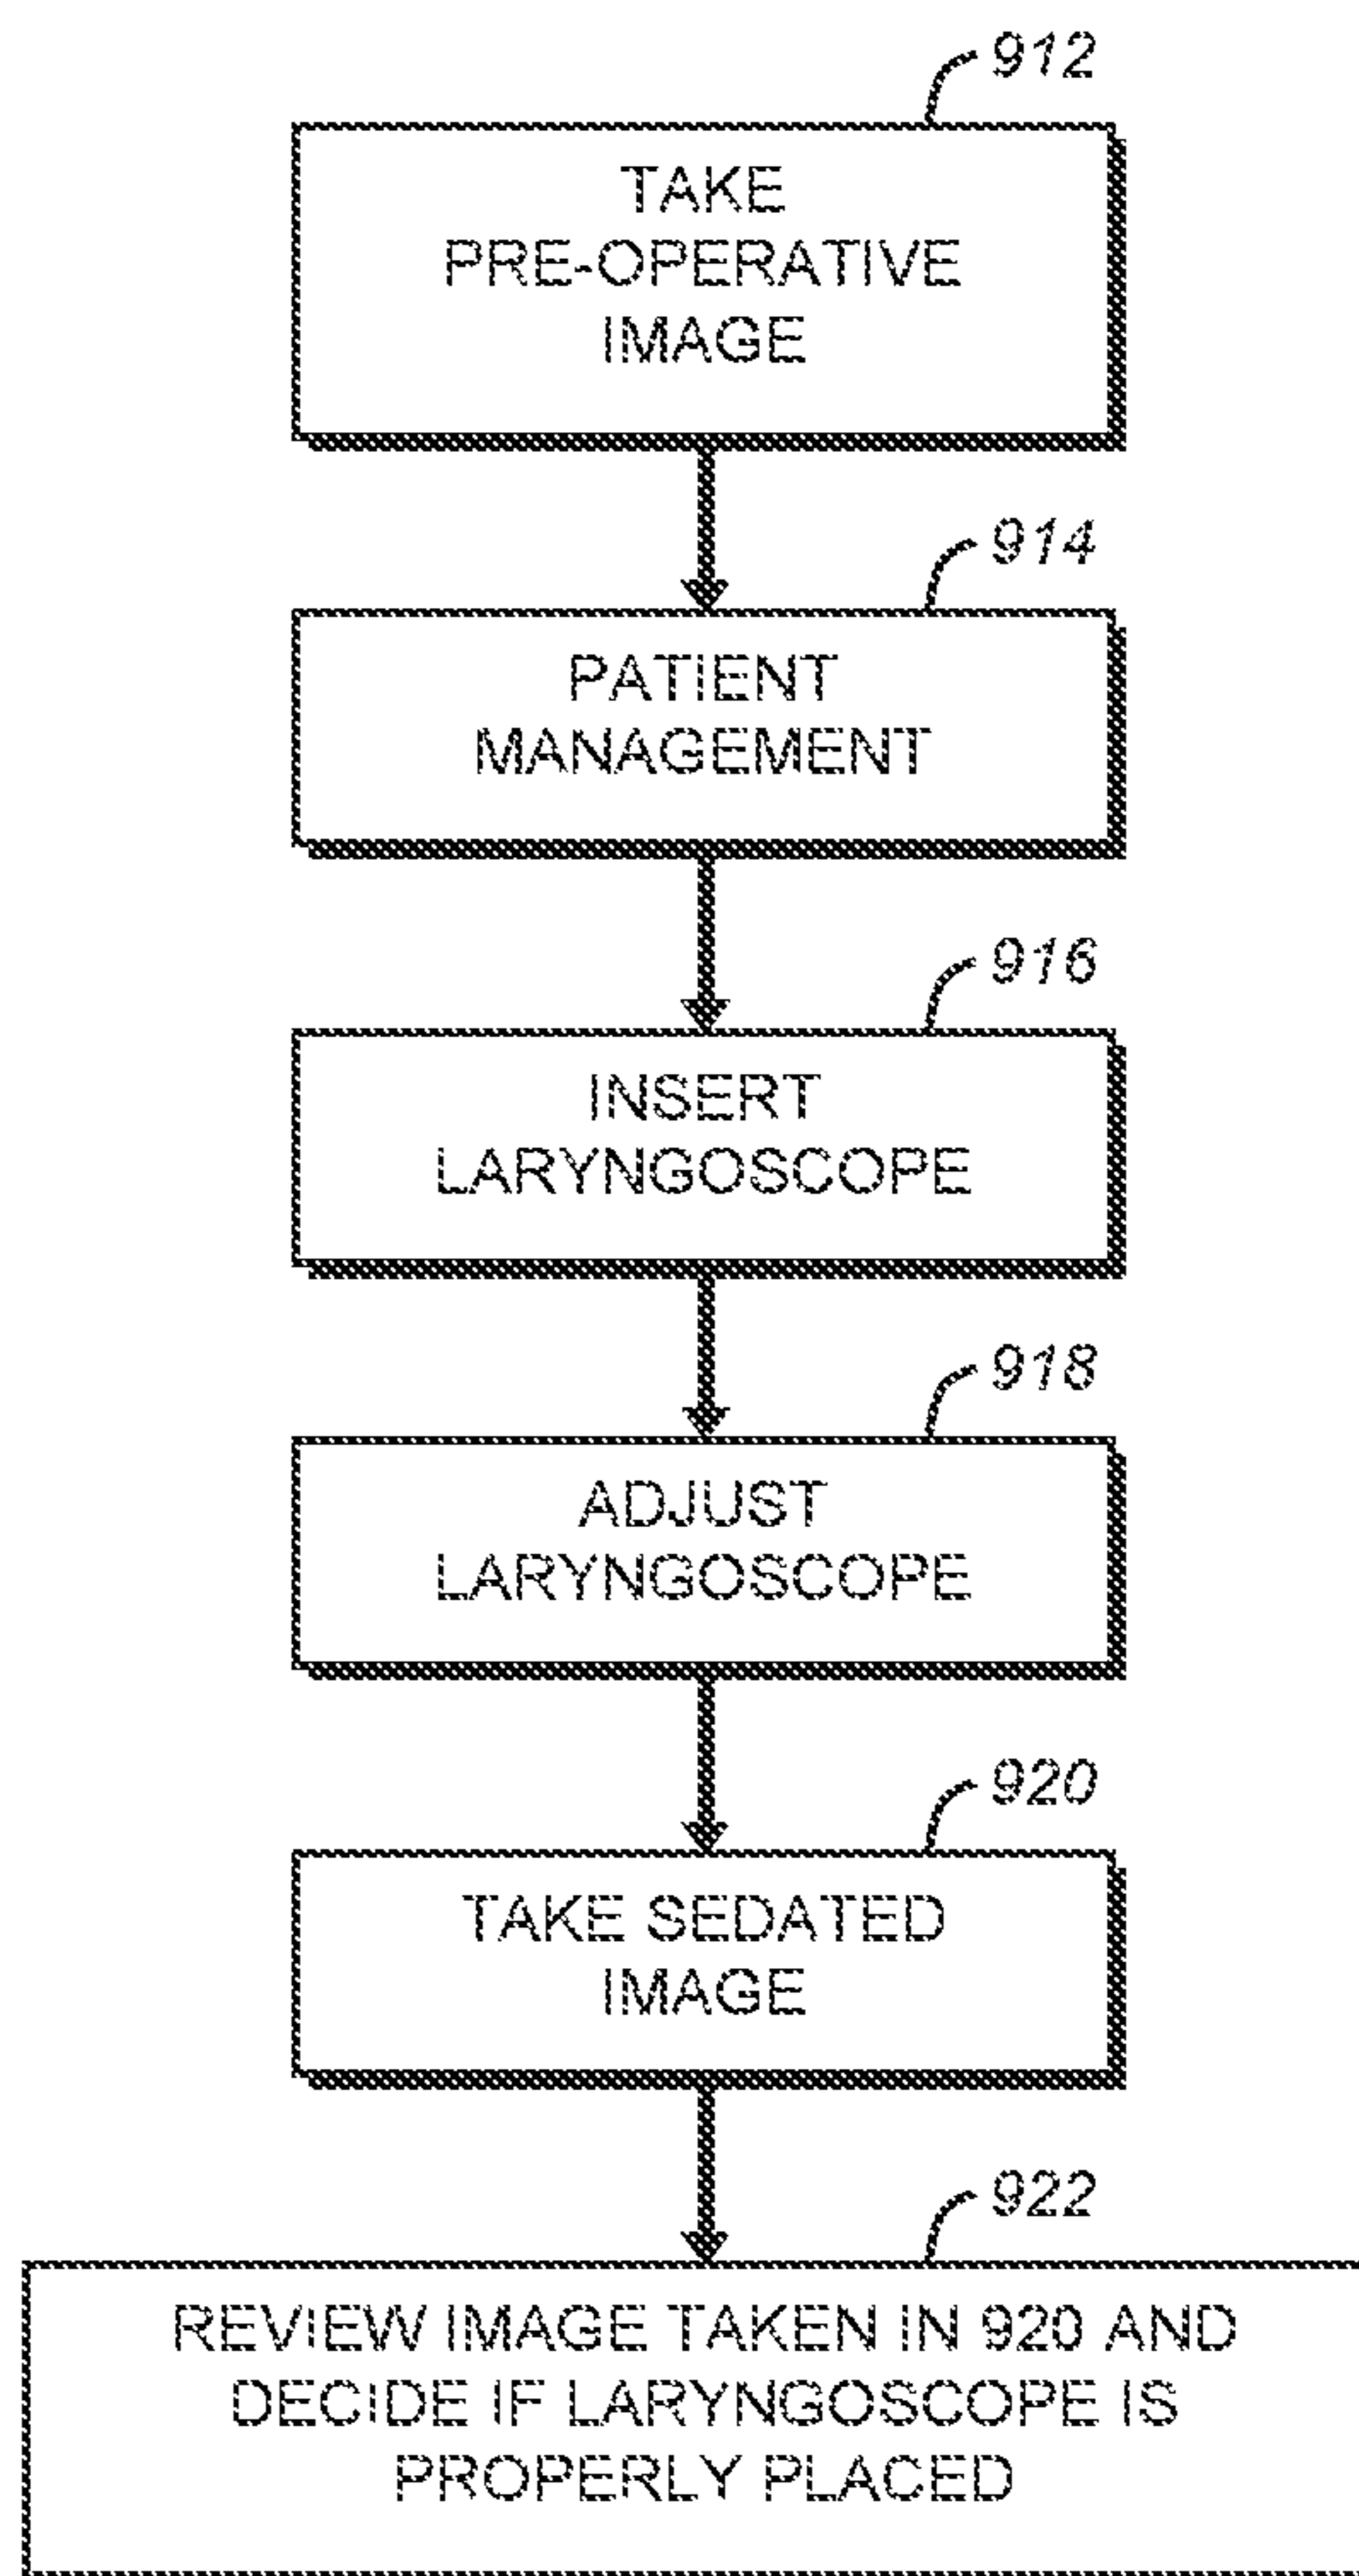 912
TAKE
PRE-OPERATIVE
IMAGE
914
PATIENT
MANAGEMENT
916
INSERT
LARYNGOSCOPE
918
ADJUST
LARYNGOSCOPE
920
TAKE SEDATED
IMAGE
922
REVIEW IMAGE TAKEN IN 920 AND
DECIDE IF LARYNGOSCOPE IS
PROPERLY PLACED